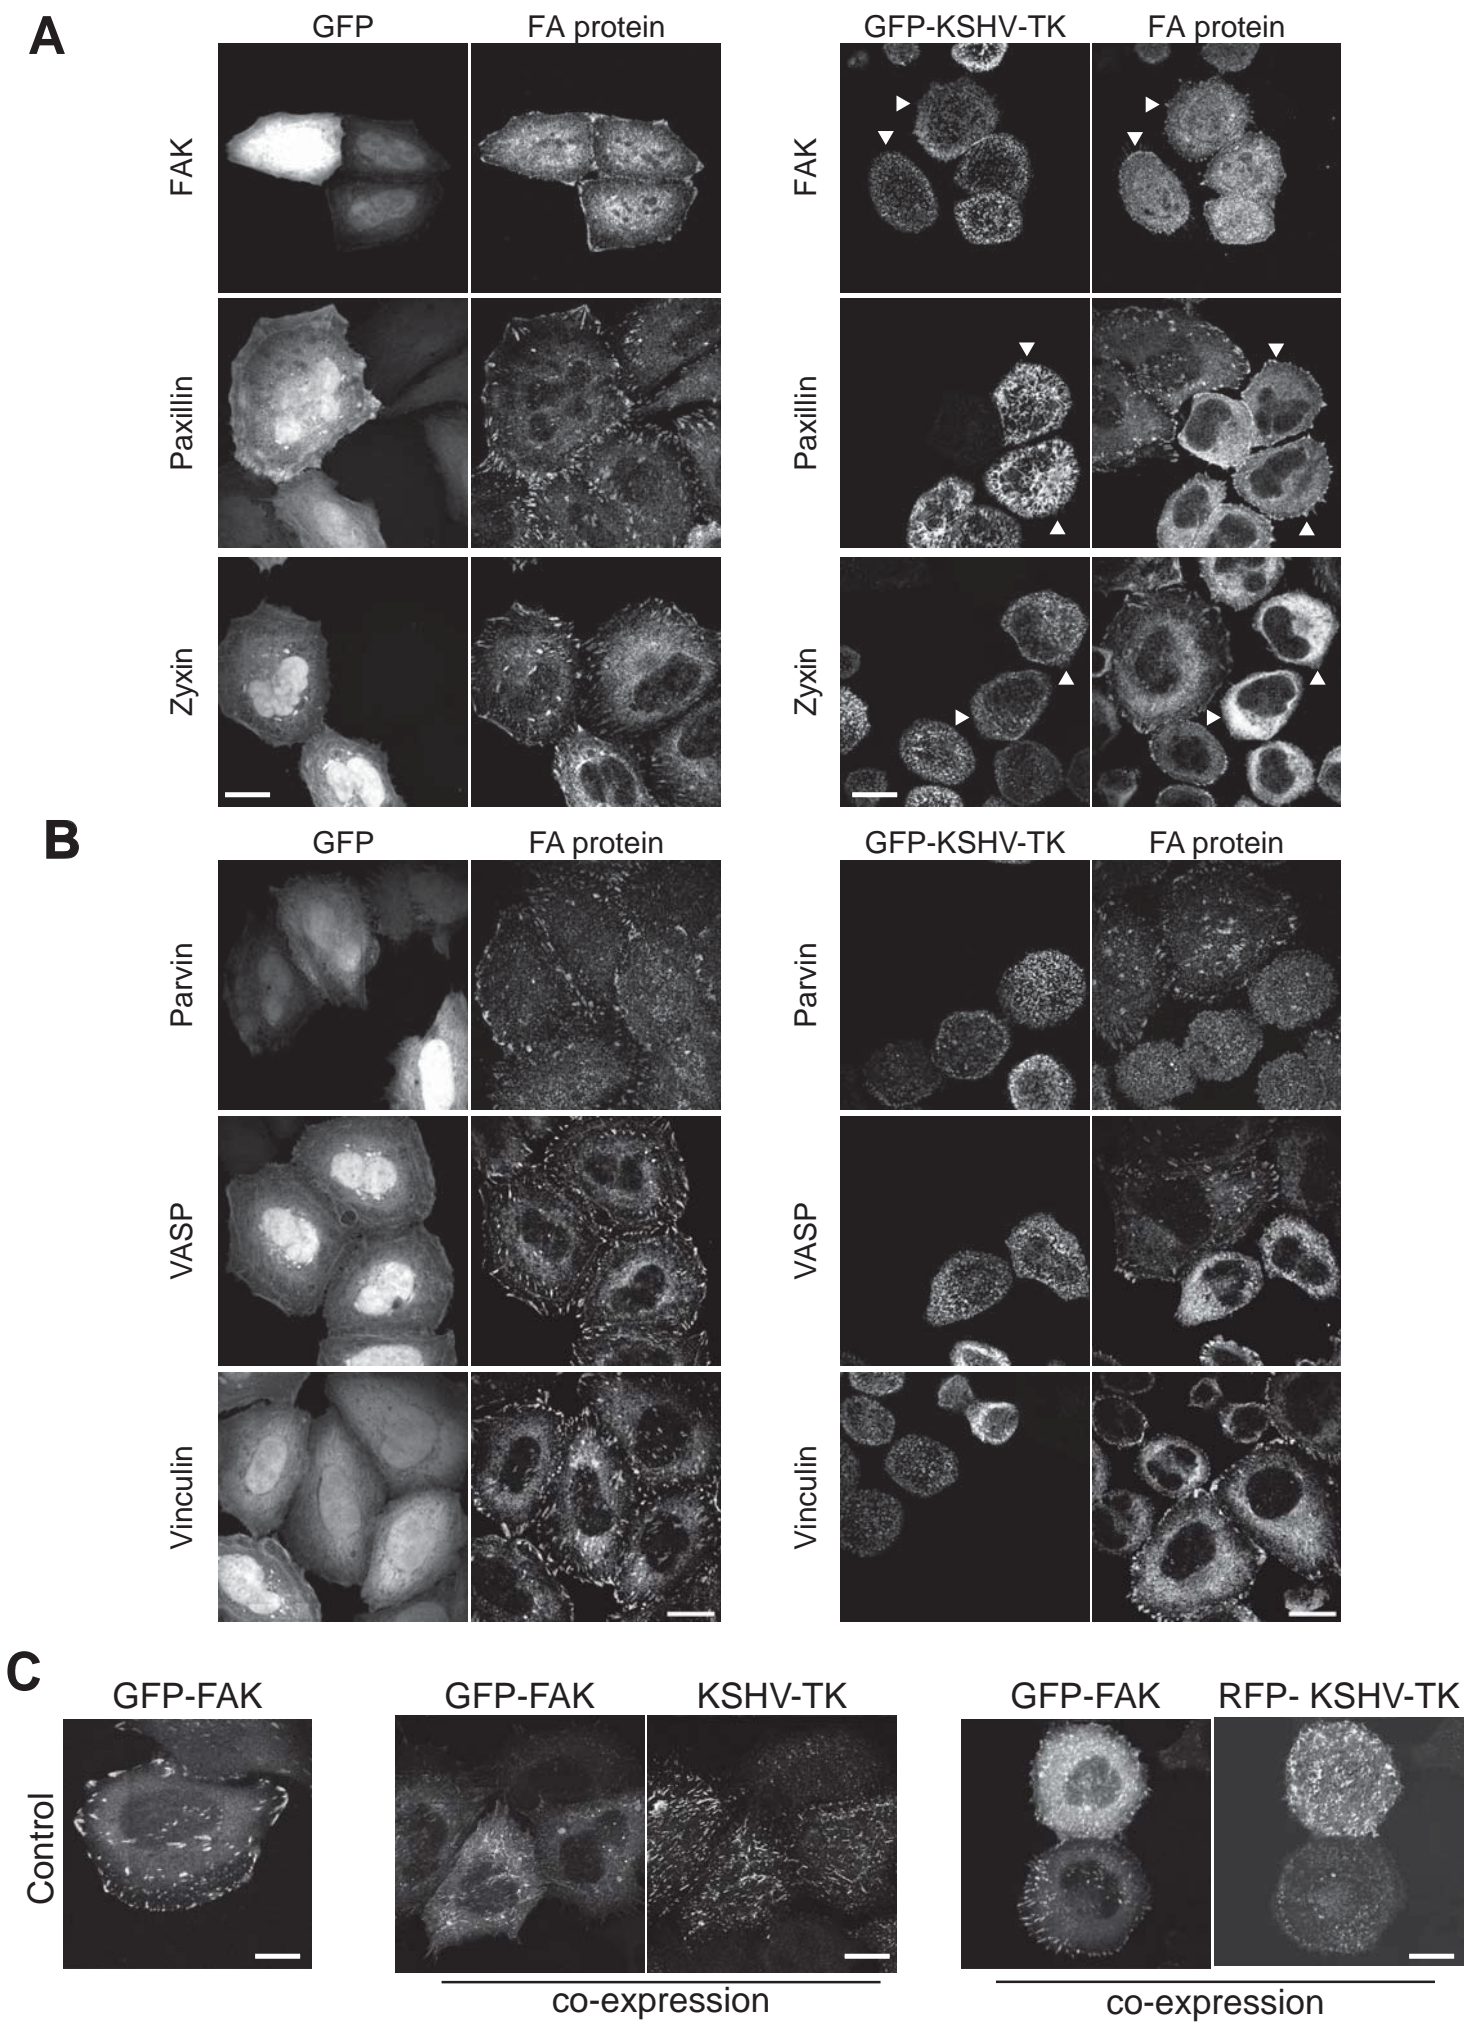 A
GFP FA protein GFP-KSHV-TK FA protein
FAK FAK
Paxillin Paxillin
Zyxin Zyxin
B
GFP FA protein GFP-KSHV-TK FA protein
Parvin Parvin
VASP VASP
Vinculin Vinculin
C
GFP-FAK GFP-FAK KSHV-TK GFP-FAK RFP- KSHV-TK
Control
co-expression co-expression